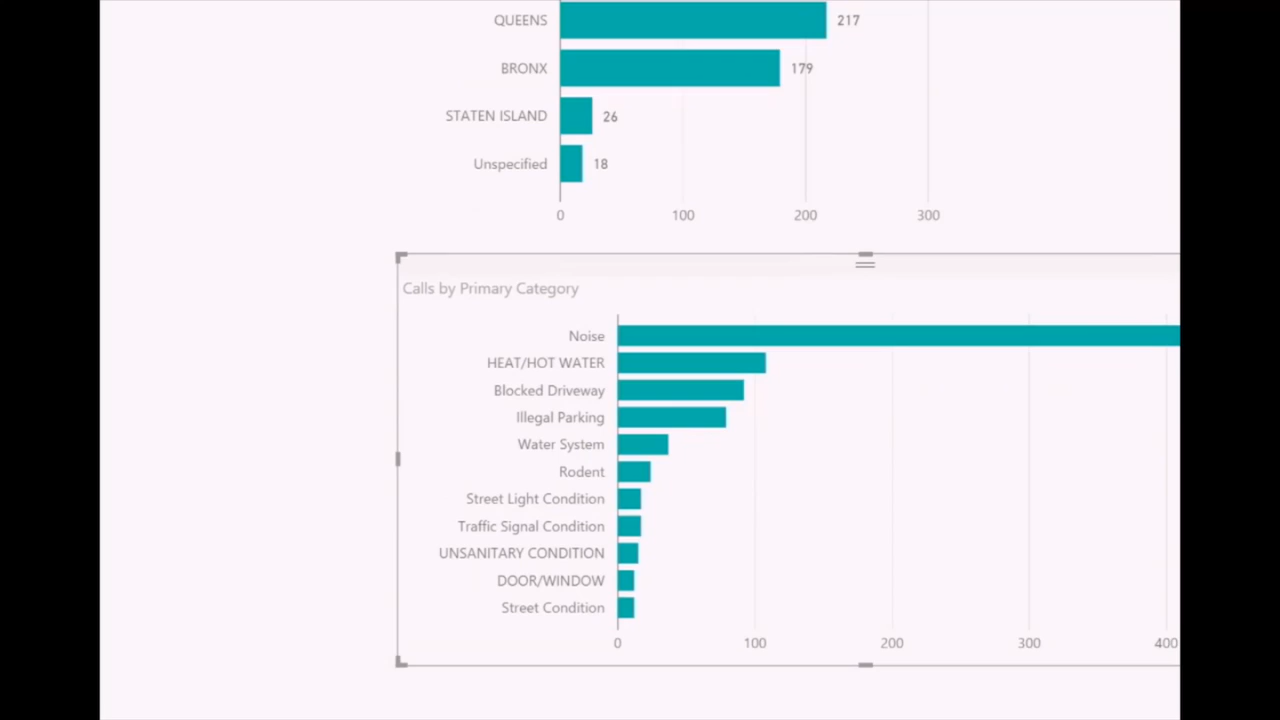 QUEENS 217
BRONX 179
STATEN ISLAND 26
Unspecified 18
0 100 200 300
Calls by Primary Category
Noise
HEAT/HOT WATER
Blocked Driveway
Illegal Parking
Water System
Rodent
Street Light Condition
Traffic Signal Condition
UNSANITARY CONDITION
DOOR/WINDOW
Street Condition
0 100 200 300 400